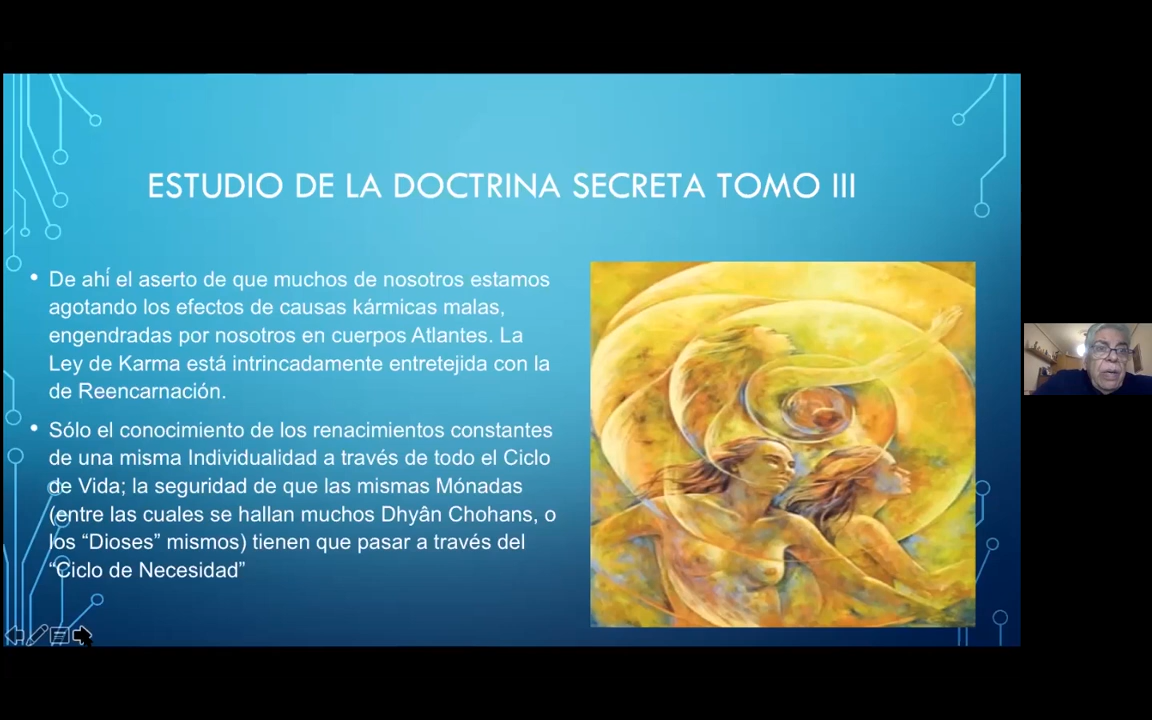 ESTUDIO DE LA DOCTRINA SECRETA TOMO III
• De ahí el aserto de que muchos de nosotros estamos
agotando los efectos de causas kármicas malas,
engendradas por nosotros en cuerpos Atlantes. La
Ley de Karma está intrincadamente entretejida con la
de Reencarnación.
• Sólo el conocimiento de los renacimientos constantes
de una misma Individualidad a través de todo el Ciclo
de Vida; la seguridad de que las mismas Mónadas
(entre las cuales se hallan muchos Dhyân Chohans, o
los “Dioses” mismos) tienen que pasar a través del
“Ciclo de Necesidad”